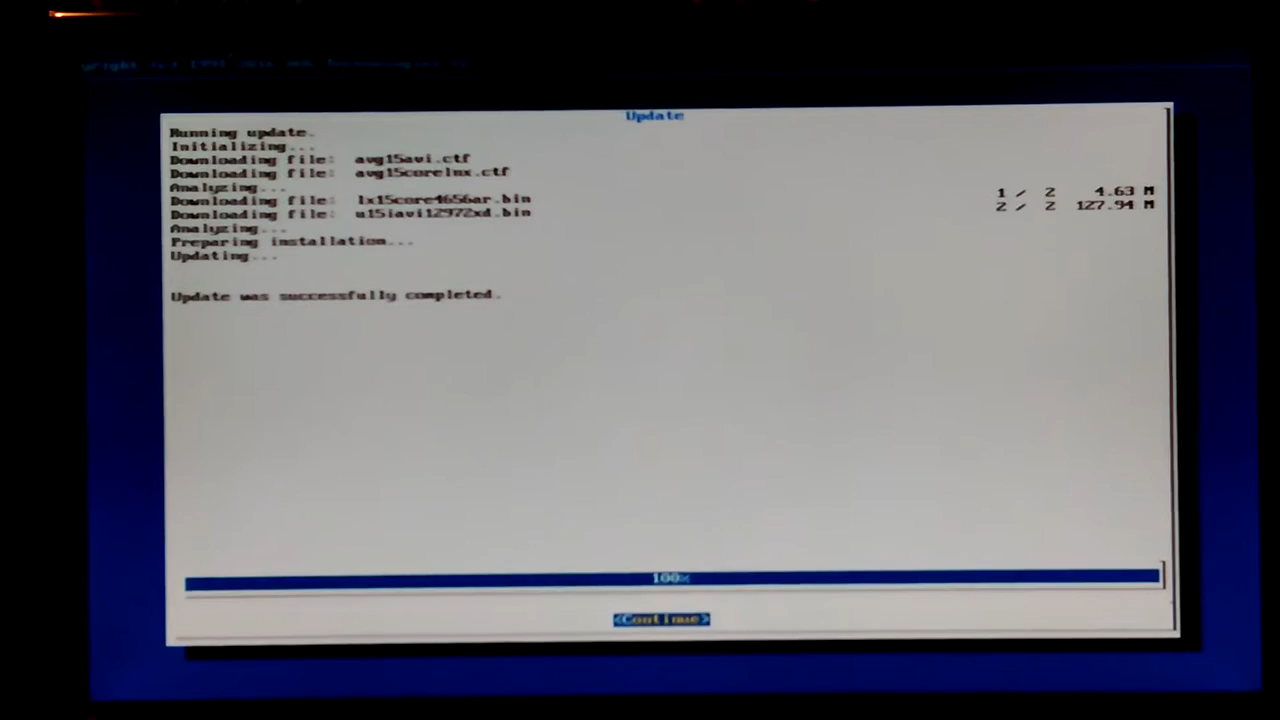 Update
Running update.
Initializing...
Downloading file: avg15avi.ctf
Downloading file: avg15corelnx.ctf
Analyzing...
Downloading file: lx15core4656ar.bin 1 / 2 4.63 M
Downloading file: u15iavi12972xd.bin 2 / 2 127.94 M
Analyzing...
Preparing installation...
Updating...
Update was successfully completed.
100%
<Continue>